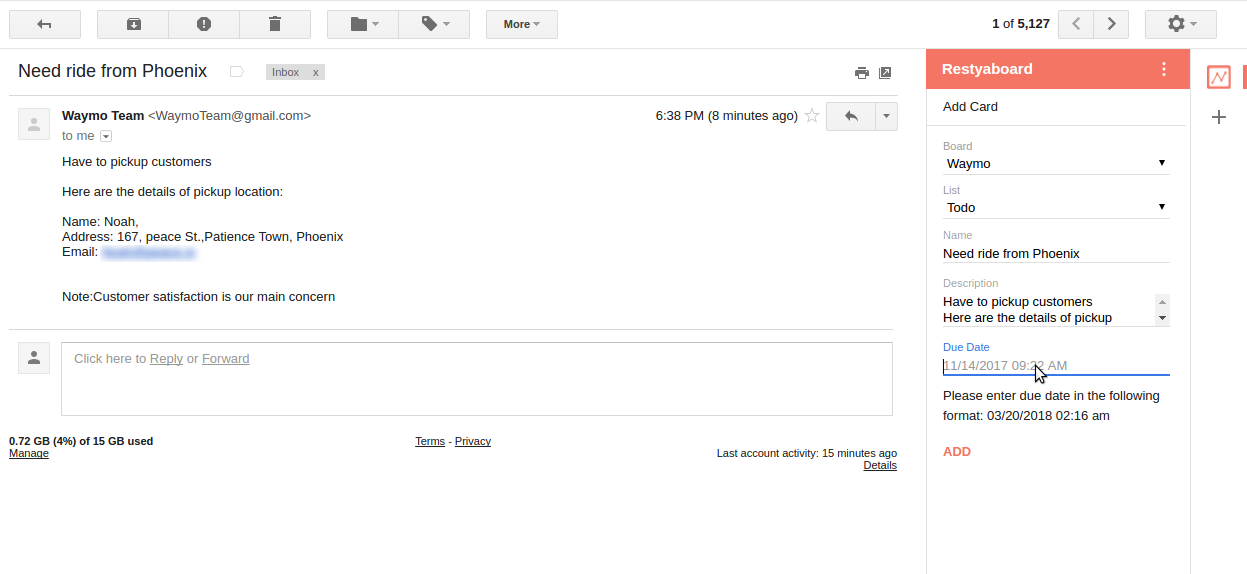 More
1 of 5,127
Need ride from Phoenix
Inbox x
Waymo Team <WaymoTeam@gmail.com>
6:38 PM (8 minutes ago)
to me
Have to pickup customers
Here are the details of pickup location:
Name: Noah,
Address: 167, peace St.,Patience Town, Phoenix
Email:
Note:Customer satisfaction is our main concern
Click here to Reply or Forward
0.72 GB (4%) of 15 GB used
Manage
Terms - Privacy
Last account activity: 15 minutes ago
Details
Restyaboard
Add Card
Board
Waymo
List
Todo
Name
Need ride from Phoenix
Description
Have to pickup customers
Here are the details of pickup
Due Date
11/14/2017 09:22 AM
Please enter due date in the following
format: 03/20/2018 02:16 am
ADD